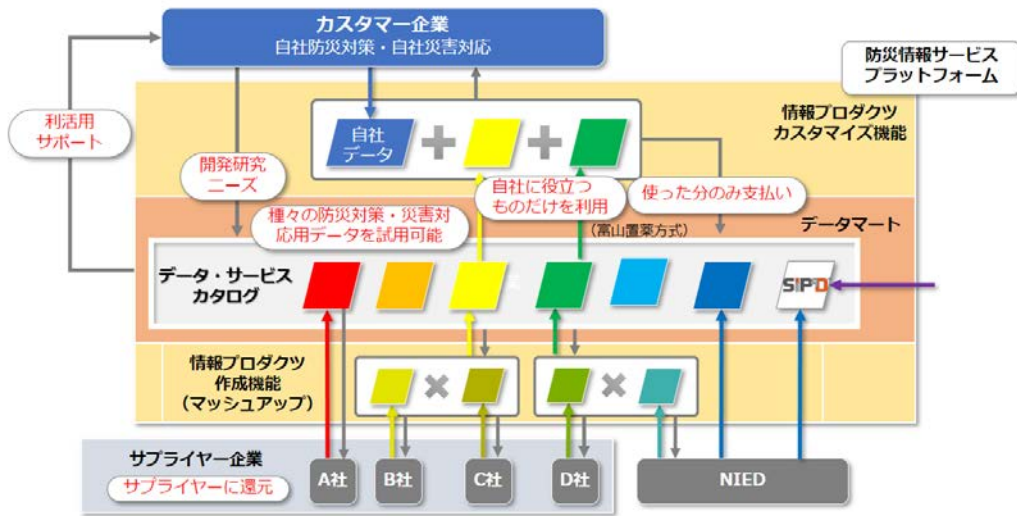 カスタマー企業
自社防災対策・自社災害対応
防災情報サービス
プラットフォーム
情報プロダクツ
カスタマイズ機能
利活用
サポート
自社
データ
開発研究
ニーズ
自社に役立つ
ものだけを利用
使った分のみ支払い
種々の防災対策・災害対
応用データを試用可能
(富山置薬方式)
データマート
データ・サービス
カタログ
SIP4D
情報プロダクツ
作成機能
(マッシュアップ)
サプライヤー企業
サプライヤーに還元
A社
B社
C社
D社
NIED